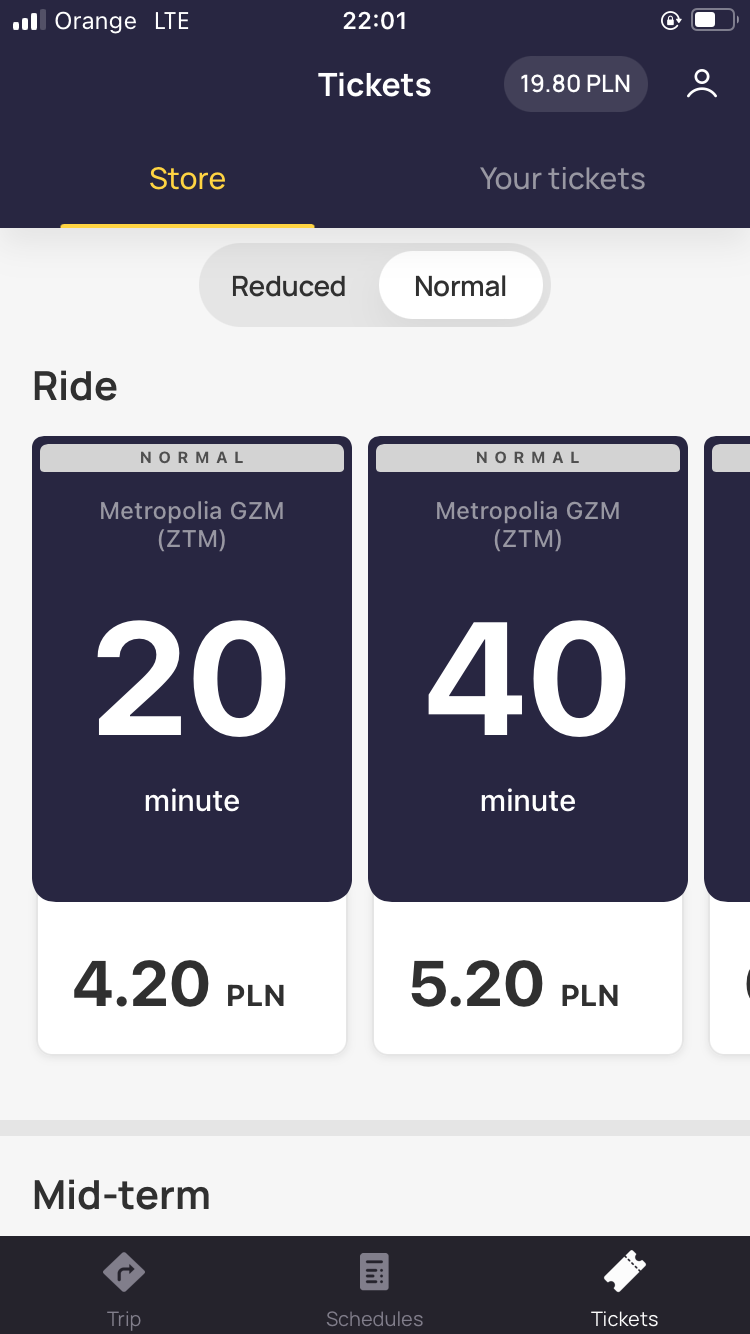 Orange LTE 22:01
Tickets 19.80 PLN
Store Your tickets
Reduced Normal
Ride
NORMAL
Metropolia GZM
(ZTM)
20
minute
4.20 PLN
NORMAL
Metropolia GZM
(ZTM)
40
minute
5.20 PLN
Mid-term
Trip Schedules Tickets